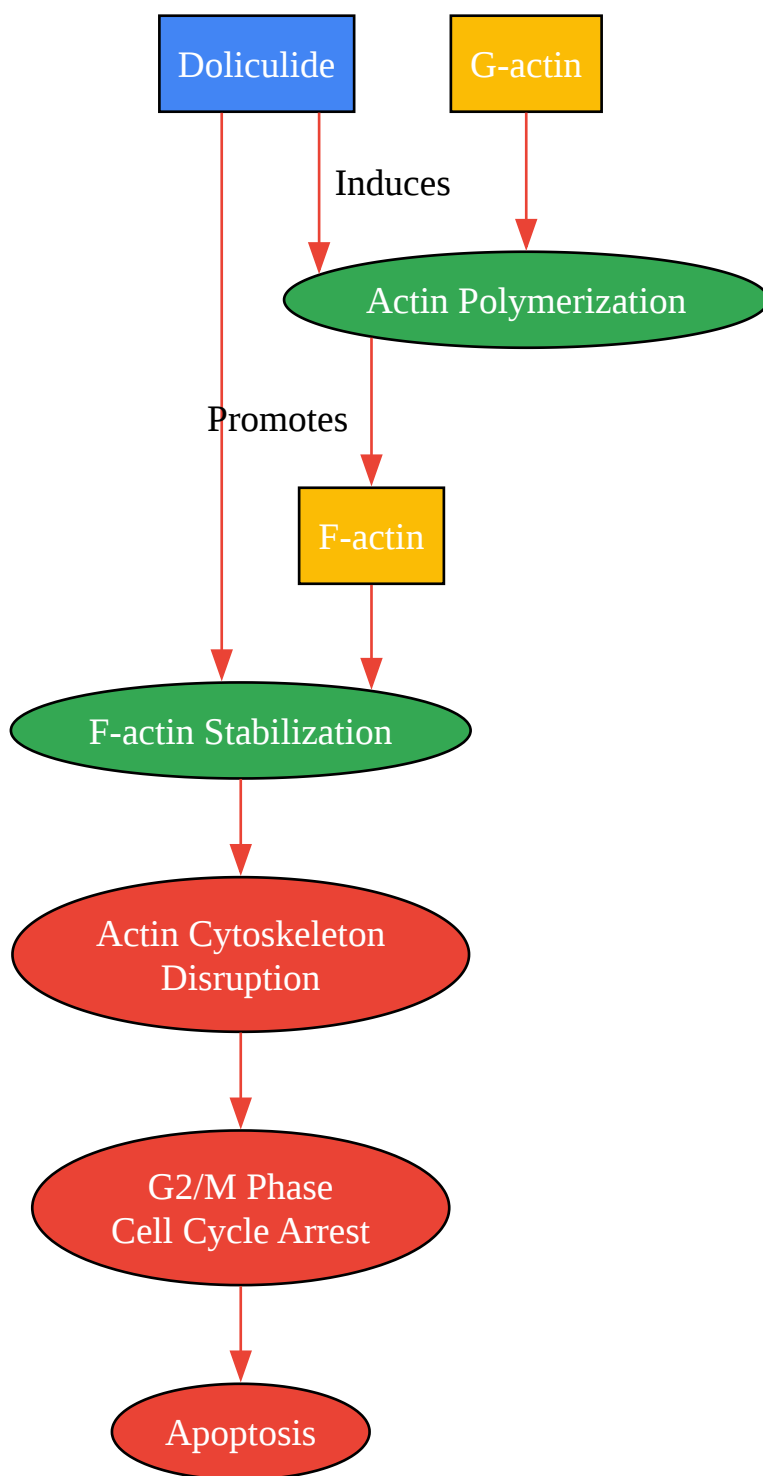 Doliculide
G-actin
Induces
Actin Polymerization
Promotes
F-actin
F-actin Stabilization
Actin Cytoskeleton
Disruption
G2/M Phase
Cell Cycle Arrest
Apoptosis